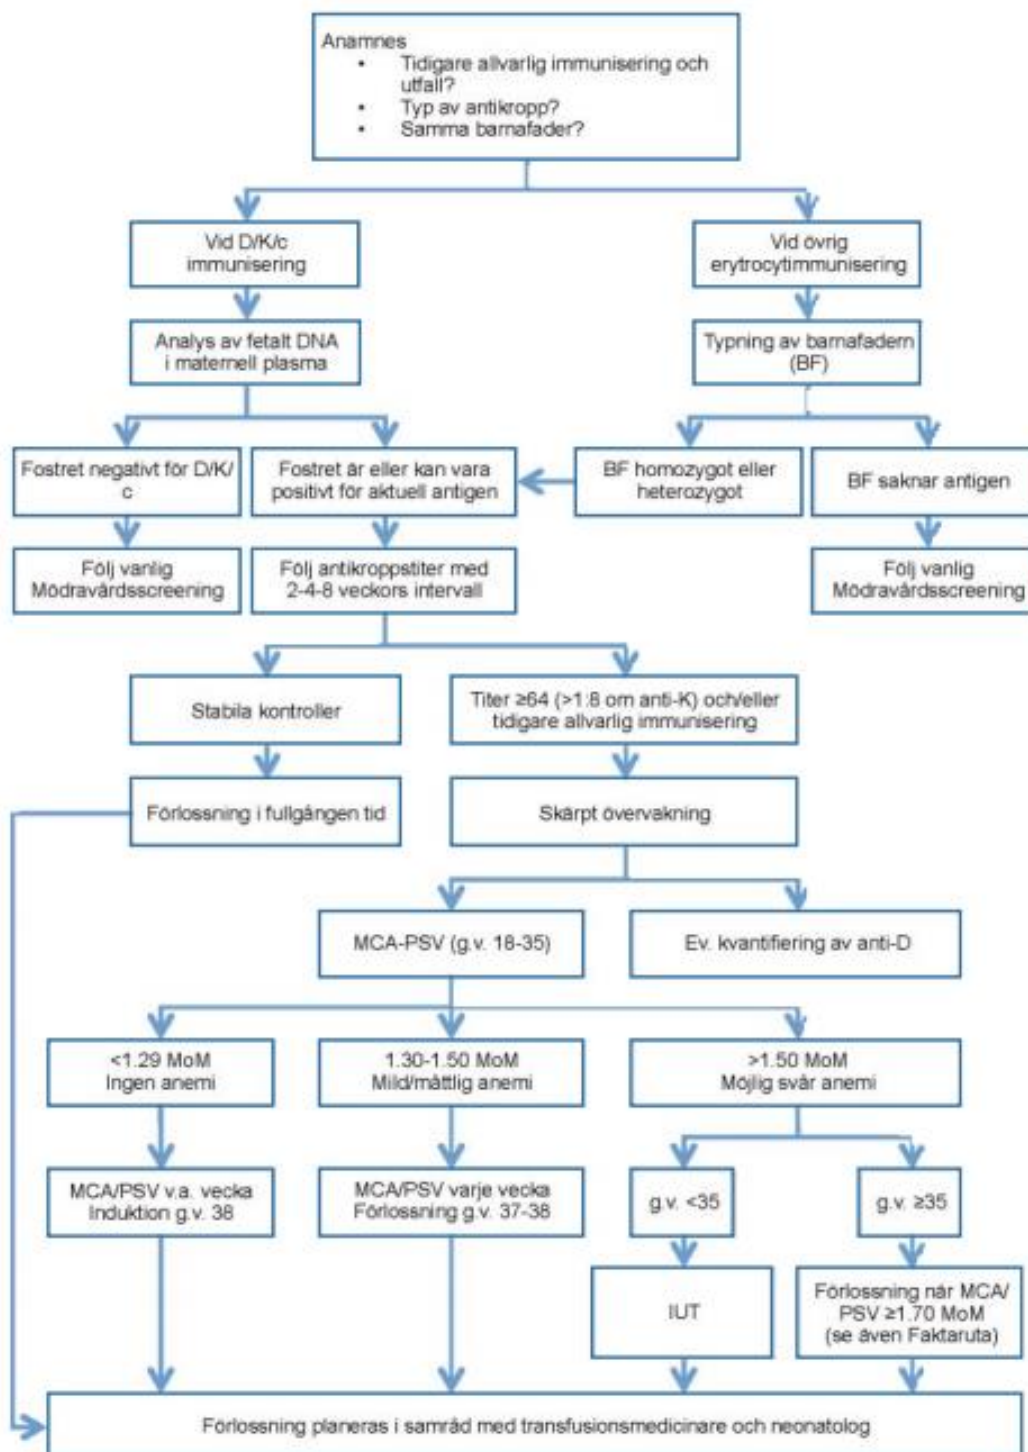 Anamnes
• Tidigare allvarlig immunisering och
utfall?
• Typ av antikropp?
• Samma barnafader?
Vid D/K/c
immunisering
Vid övrig
erytrocytimmunisering
Analys av fetalt DNA
i maternell plasma
Typning av barnafadern
(BF)
Fostret negativt för D/K/
c
Fostret är eller kan vara
positivt för aktuell antigen
BF homozygot eller
heterozygot
BF saknar antigen
Följ vanlig
Mödravårdsscreening
Följ antikroppstiter med
2-4-8 veckors intervall
Följ vanlig
Mödravårdsscreening
Stabila kontroller
Titer ≥64 (>1:8 om anti-K) och/eller
tidigare allvarlig immunisering
Förlossning i fullgången tid
Skärpt övervakning
MCA-PSV (g.v. 18-35)
Ev. kvantifiering av anti-D
<1.29 MoM
Ingen anemi
1.30-1.50 MoM
Mild/måttlig anemi
>1.50 MoM
Möjlig svår anemi
MCA/PSV v.a. vecka
Induktion g.v. 38
MCA/PSV varje vecka
Förlossning g.v. 37-38
g.v. <35
g.v. ≥35
IUT
Förlossning når MCA/
PSV ≥1.70 MoM
(se även Faktaruta)
Förlossning planeras i samråd med transfusionsmedicinare och neonatolog